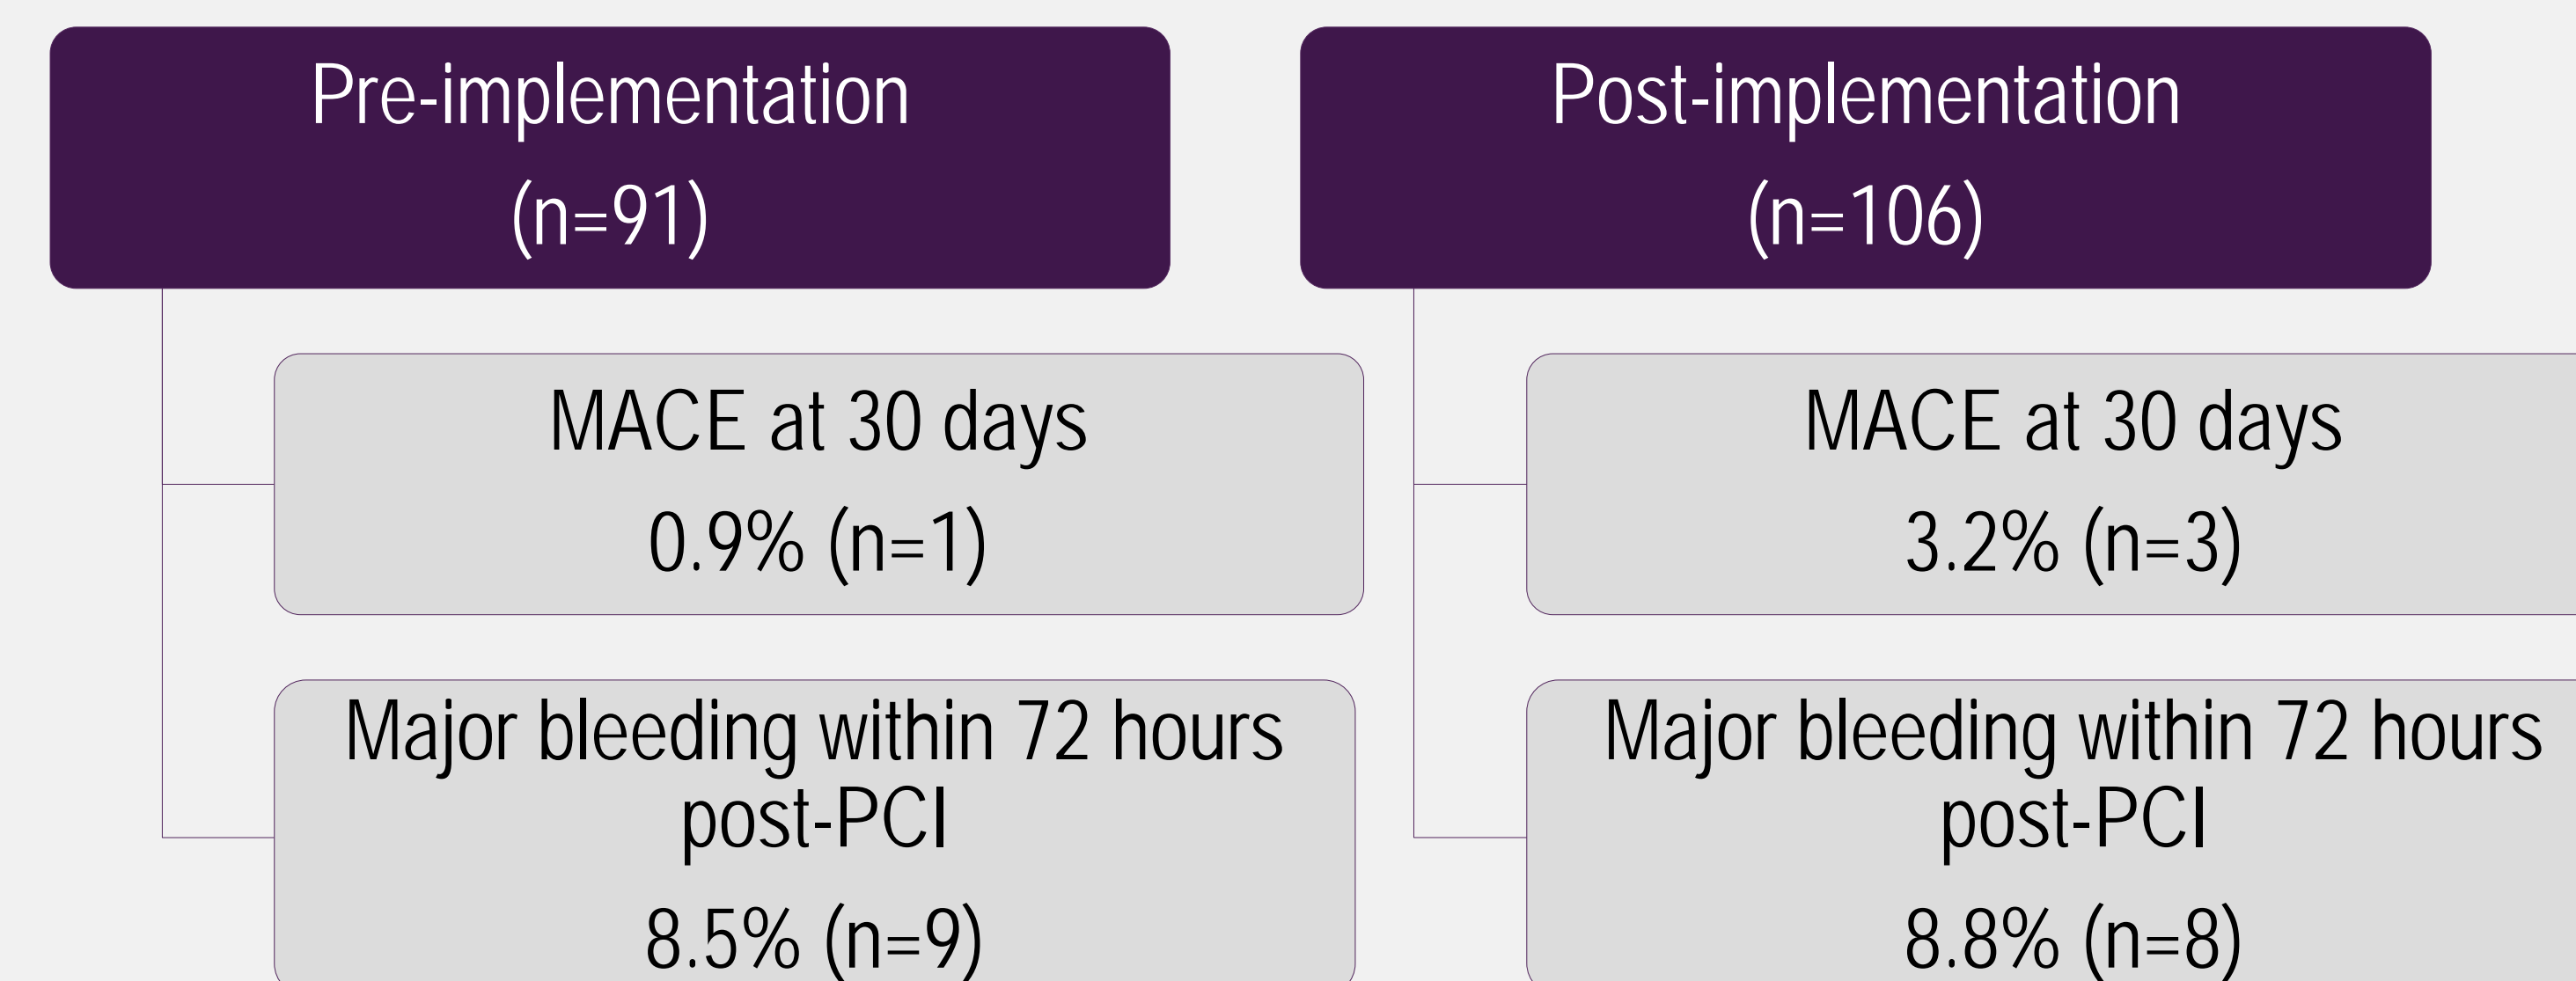 Pre-implementation
(n=91)
MACE at 30 days
0.9% (n=1)
Major bleeding within 72 hours
post-PCI
8.5% (n=9)
Post-implementation
(n=106)
MACE at 30 days
3.2% (n=3)
Major bleeding within 72 hours
post-PCI
8.8% (n=8)